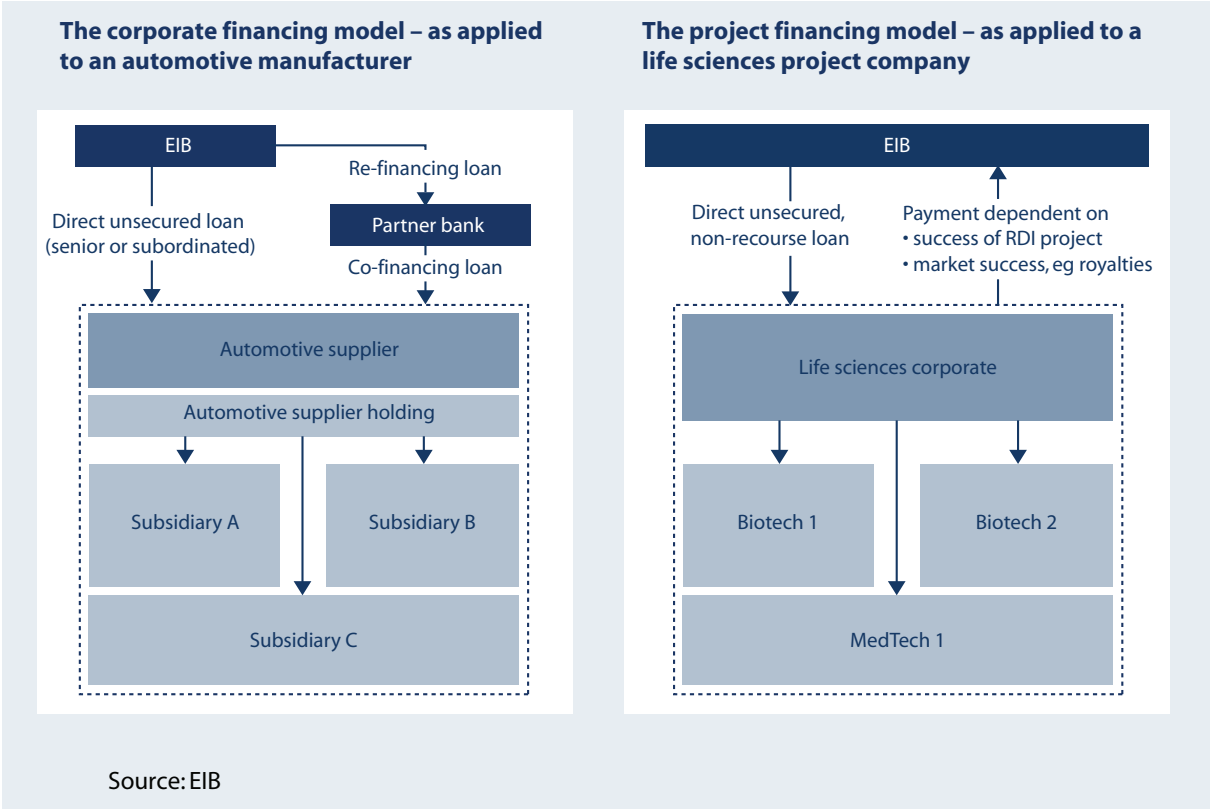 The corporate financing model – as applied
to an automotive manufacturer
EIB
Re-financing loan
Direct unsecured loan
(senior or subordinated)
Partner bank
Co-financing loan
Automotive supplier
Automotive supplier holding
Subsidiary A
Subsidiary B
Subsidiary C
The project financing model – as applied to a
life sciences project company
EIB
Direct unsecured,
non-recourse loan
Payment dependent on
• success of RDI project
• market success, eg royalties
Life sciences corporate
Biotech 1
Biotech 2
MedTech 1
Source: EIB